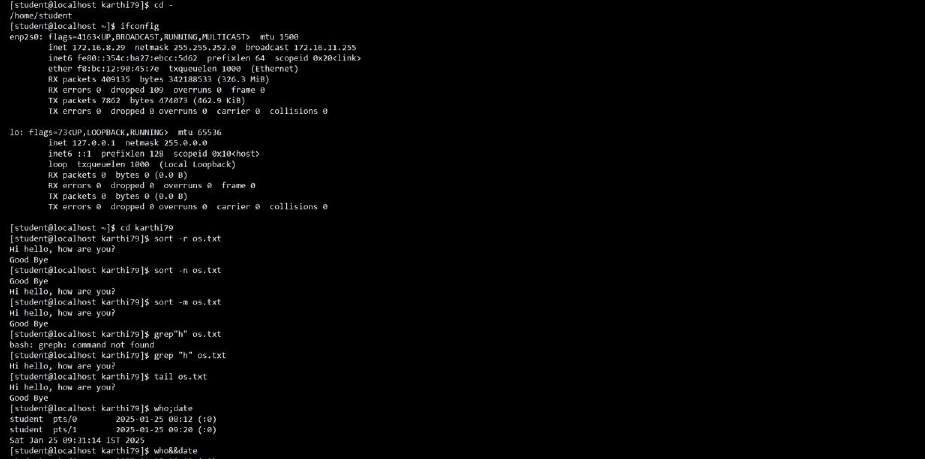 [student@localhost karthi79]$ cd -
/home/student
[student@localhost ~]$ ifconfig
enp2s0: flags=4163<UP,BROADCAST,RUNNING,MULTICAST>  mtu 1500
        inet 172.16.8.29  netmask 255.255.252.0  broadcast 172.16.11.255
        inet6 fe80::354c:ba27:ebcc:5d62  prefixlen 64  scopeid 0x20<link>
        ether f8:bc:12:90:45:7e  txqueuelen 1000  (Ethernet)
        RX packets 409135  bytes 342188533 (326.3 MiB)
        RX errors 0  dropped 109  overruns 0  frame 0
        TX packets 7862  bytes 474073 (462.9 KiB)
        TX errors 0  dropped 0 overruns 0  carrier 0  collisions 0

lo: flags=73<UP,LOOPBACK,RUNNING>  mtu 65536
        inet 127.0.0.1  netmask 255.0.0.0
        inet6 ::1  prefixlen 128  scopeid 0x10<host>
        loop  txqueuelen 1000  (Local Loopback)
        RX packets 0  bytes 0 (0.0 B)
        RX errors 0  dropped 0  overruns 0  frame 0
        TX packets 0  bytes 0 (0.0 B)
        TX errors 0  dropped 0 overruns 0  carrier 0  collisions 0

[student@localhost ~]$ cd karthi79
[student@localhost karthi79]$ sort -r os.txt
Hi hello, how are you?
Good Bye
[student@localhost karthi79]$ sort -n os.txt
Good Bye
Hi hello, how are you?
[student@localhost karthi79]$ sort -m os.txt
Hi hello, how are you?
Good Bye
[student@localhost karthi79]$ grep"h" os.txt
bash: greph: command not found
[student@localhost karthi79]$ grep "h" os.txt
Hi hello, how are you?
[student@localhost karthi79]$ tail os.txt
Hi hello, how are you?
Good Bye
[student@localhost karthi79]$ who;date
student  pts/0        2025-01-25 08:12 (:0)
student  pts/1        2025-01-25 09:20 (:0)
Sat Jan 25 09:31:14 IST 2025
[student@localhost karthi79]$ who&&date